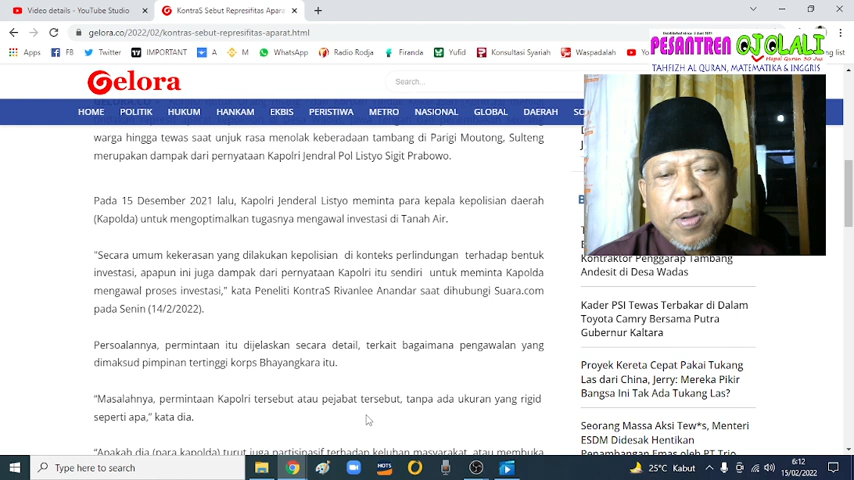 Video details - YouTube Studio
KontraS Sebut Represifitas Aparat
gelora.co/2022/02/kontras-sebut-represifitas-aparat.html
Apps
FB
Twitter
IMPORTANT
A
M
WhatsApp
Radio Rodja
Firanda
Yufid
Konsultasi Syariah
Waspadalah
PESANTREN OJOLALI
Hapal Quran 30 Juz
TAHFIZH AL QURAN, MATEMATIKA & INGGRIS
Gelora
Search...
HOME
POLITIK
HUKUM
HANKAM
EKBIS
PERISTIWA
METRO
NASIONAL
GLOBAL
DAERAH
warga hingga tewas saat unjuk rasa menolak keberadaan tambang di Parigi Moutong, Sulteng
merupakan dampak dari pernyataan Kapolri Jendral Pol Listyo Sigit Prabowo.
Pada 15 Desember 2021 lalu, Kapolri Jenderal Listyo meminta para kepala kepolisian daerah
(Kapolda) untuk mengoptimalkan tugasnya mengawal investasi di Tanah Air.
"Secara umum kekerasan yang dilakukan kepolisian di konteks perlindungan terhadap bentuk
investasi, apapun ini juga dampak dari pernyataan Kapolri itu sendiri untuk meminta Kapolda
mengawal proses investasi," kata Peneliti KontraS Rivanlee Anandar saat dihubungi Suara.com
pada Senin (14/2/2022).
Persoalannya, permintaan itu dijelaskan secara detail, terkait bagaimana pengawalan yang
dimaksud pimpinan tertinggi korps Bhayangkara itu.
"Masalahnya, permintaan Kapolri tersebut atau pejabat tersebut, tanpa ada ukuran yang rigid
seperti apa," kata dia.
"Apakah dia (para kapolda) turut juga partisipasif terhadap keluhan masyarakat, atau membuka
Kontraktor Penambang Tambang
Andesit di Desa Wadas
Kader PSI Tewas Terbakar di Dalam
Toyota Camry Bersama Putra
Gubernur Kaltara
Proyek Kereta Cepat Pakai Tukang
Las dari China, Jerry: Mereka Pikir
Bangsa Ini Tak Ada Tukang Las?
Seorang Massa Aksi Tew*s, Menteri
ESDM Didesak Hentikan
Penambangan Emas oleh PT Trio
Type here to search
25°C Kabut
6:12
15/02/2022